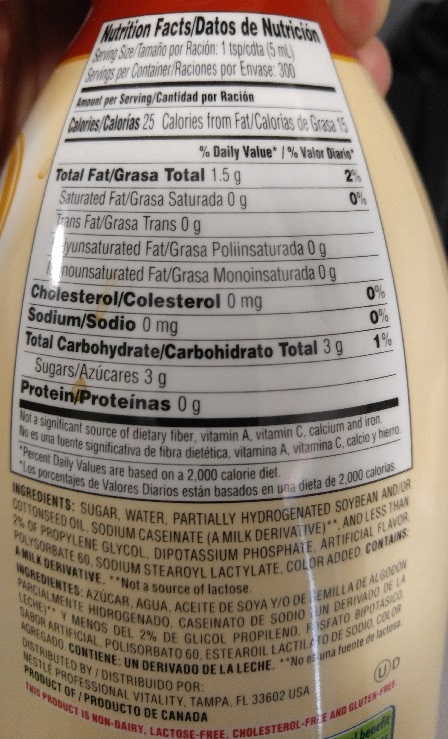 Nutrition Facts/Datos de Nutrición
Serving Size/Tamaño por Ración: 1 tsp/cdta (5 mL)
Servings per Container/Raciones por Envase: 300
Amount per Serving/Cantidad por Ración
Calories/Calorías 25 Calories from Fat/Calorías de Grasa 15
% Daily Value* / % Valor Diario*
Total Fat/Grasa Total 1.5 g 2%
Saturated Fat/Grasa Saturada 0 g 0%
Trans Fat/Grasa Trans 0 g
yunsaturated Fat/Grasa Poliinsaturada 0 g
nounsaturated Fat/Grasa Monoinsaturada 0 g
Cholesterol/Colesterol 0 mg 0%
Sodium/Sodio 0 mg 0%
Total Carbohydrate/Carbohidrato Total 3 g 1%
Sugars/Azúcares 3 g
Protein/Proteínas 0 g
Not a significant source of dietary fiber, vitamin A, vitamin C, calcium and iron.
No es una fuente significativa de fibra dietética, vitamina A, vitamina C, calcio y hierro.
*Percent Daily Values are based on a 2,000 calorie diet.
*Los porcentajes de Valores Diarios están basados en una dieta de 2,000 calorías.
INGREDIENTS: SUGAR, WATER, PARTIALLY HYDROGENATED SOYBEAN AND/OR
COTTONSEED OIL, SODIUM CASEINATE (A MILK DERIVATIVE)**, AND LESS THAN
2% OF PROPYLENE GLYCOL, DIPOTASSIUM PHOSPHATE, ARTIFICIAL FLAVOR,
POLYSORBATE 60, SODIUM STEAROYL LACTYLATE, COLOR ADDED. CONTAINS:
A MILK DERIVATIVE. **Not a source of lactose.
INGREDIENTES: AZÚCAR, AGUA, ACEITE DE SOYA Y/O DE SEMILLA DE ALGODÓN
PARCIALMENTE HIDROGENADO, CASEINATO DE SODIO (UN DERIVADO DE LA
LECHE)** Y MENOS DEL 2% DE GLICOL PROPILENO, FOSFATO BIPOTÁSICO,
SABOR ARTIFICIAL, POLISORBATO 60, ESTEAROIL LACTILATO DE SODIO, COLOR
AGREGADO. CONTIENE: UN DERIVADO DE LA LECHE. **No es una fuente de lactosa.
DISTRIBUTED BY / DISTRIBUIDO POR:
NESTLÉ PROFESSIONAL VITALITY, TAMPA, FL 33602 USA
PRODUCT OF / PRODUCTO DE CANADA
U D
THIS PRODUCT IS NON-DAIRY, LACTOSE-FREE, CHOLESTEROL-FREE AND GLUTEN-FREE.
benefit